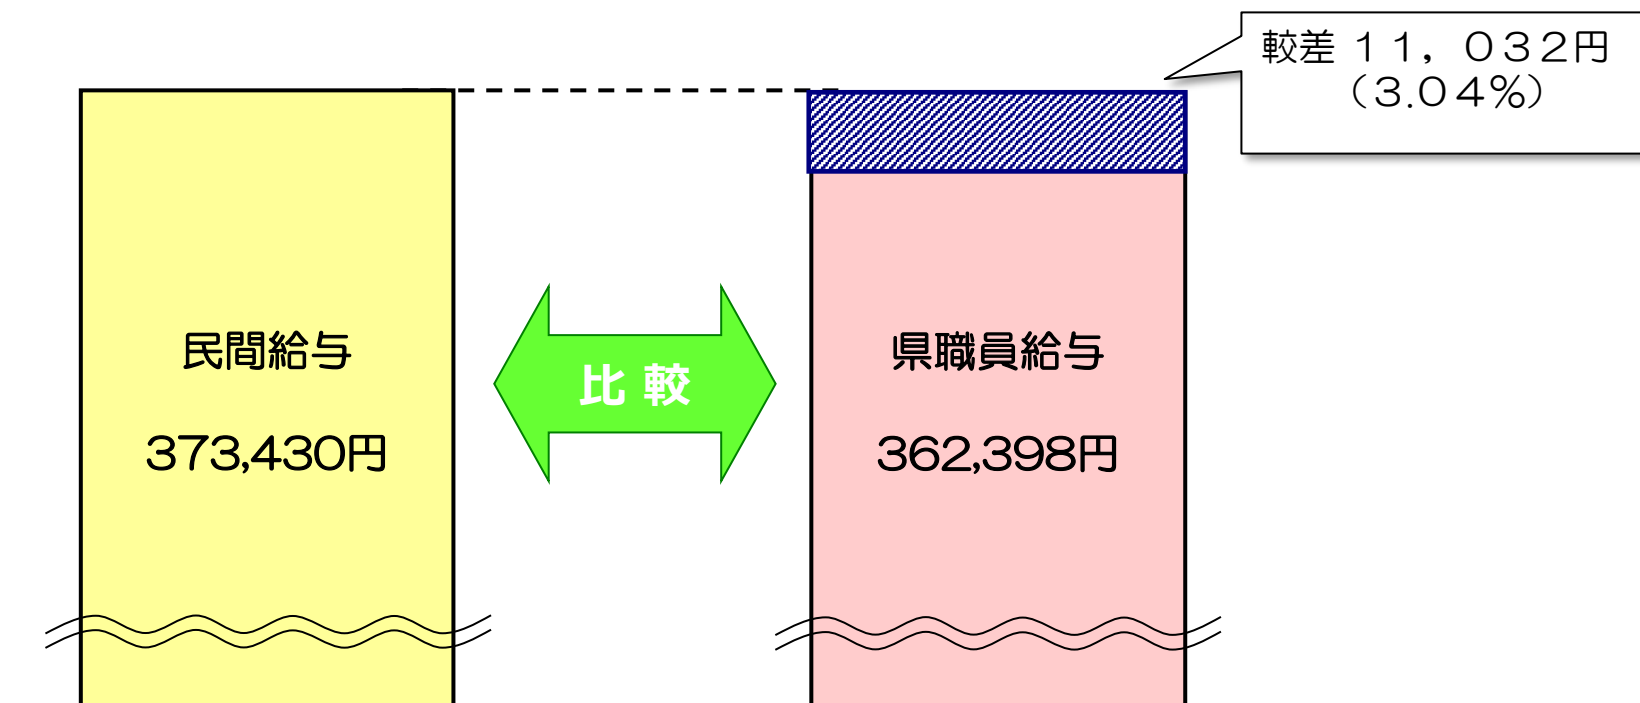 較差 １１，０３２円
（３.０４％）
民間給与
373,430円
比 較
県職員給与
362,398円